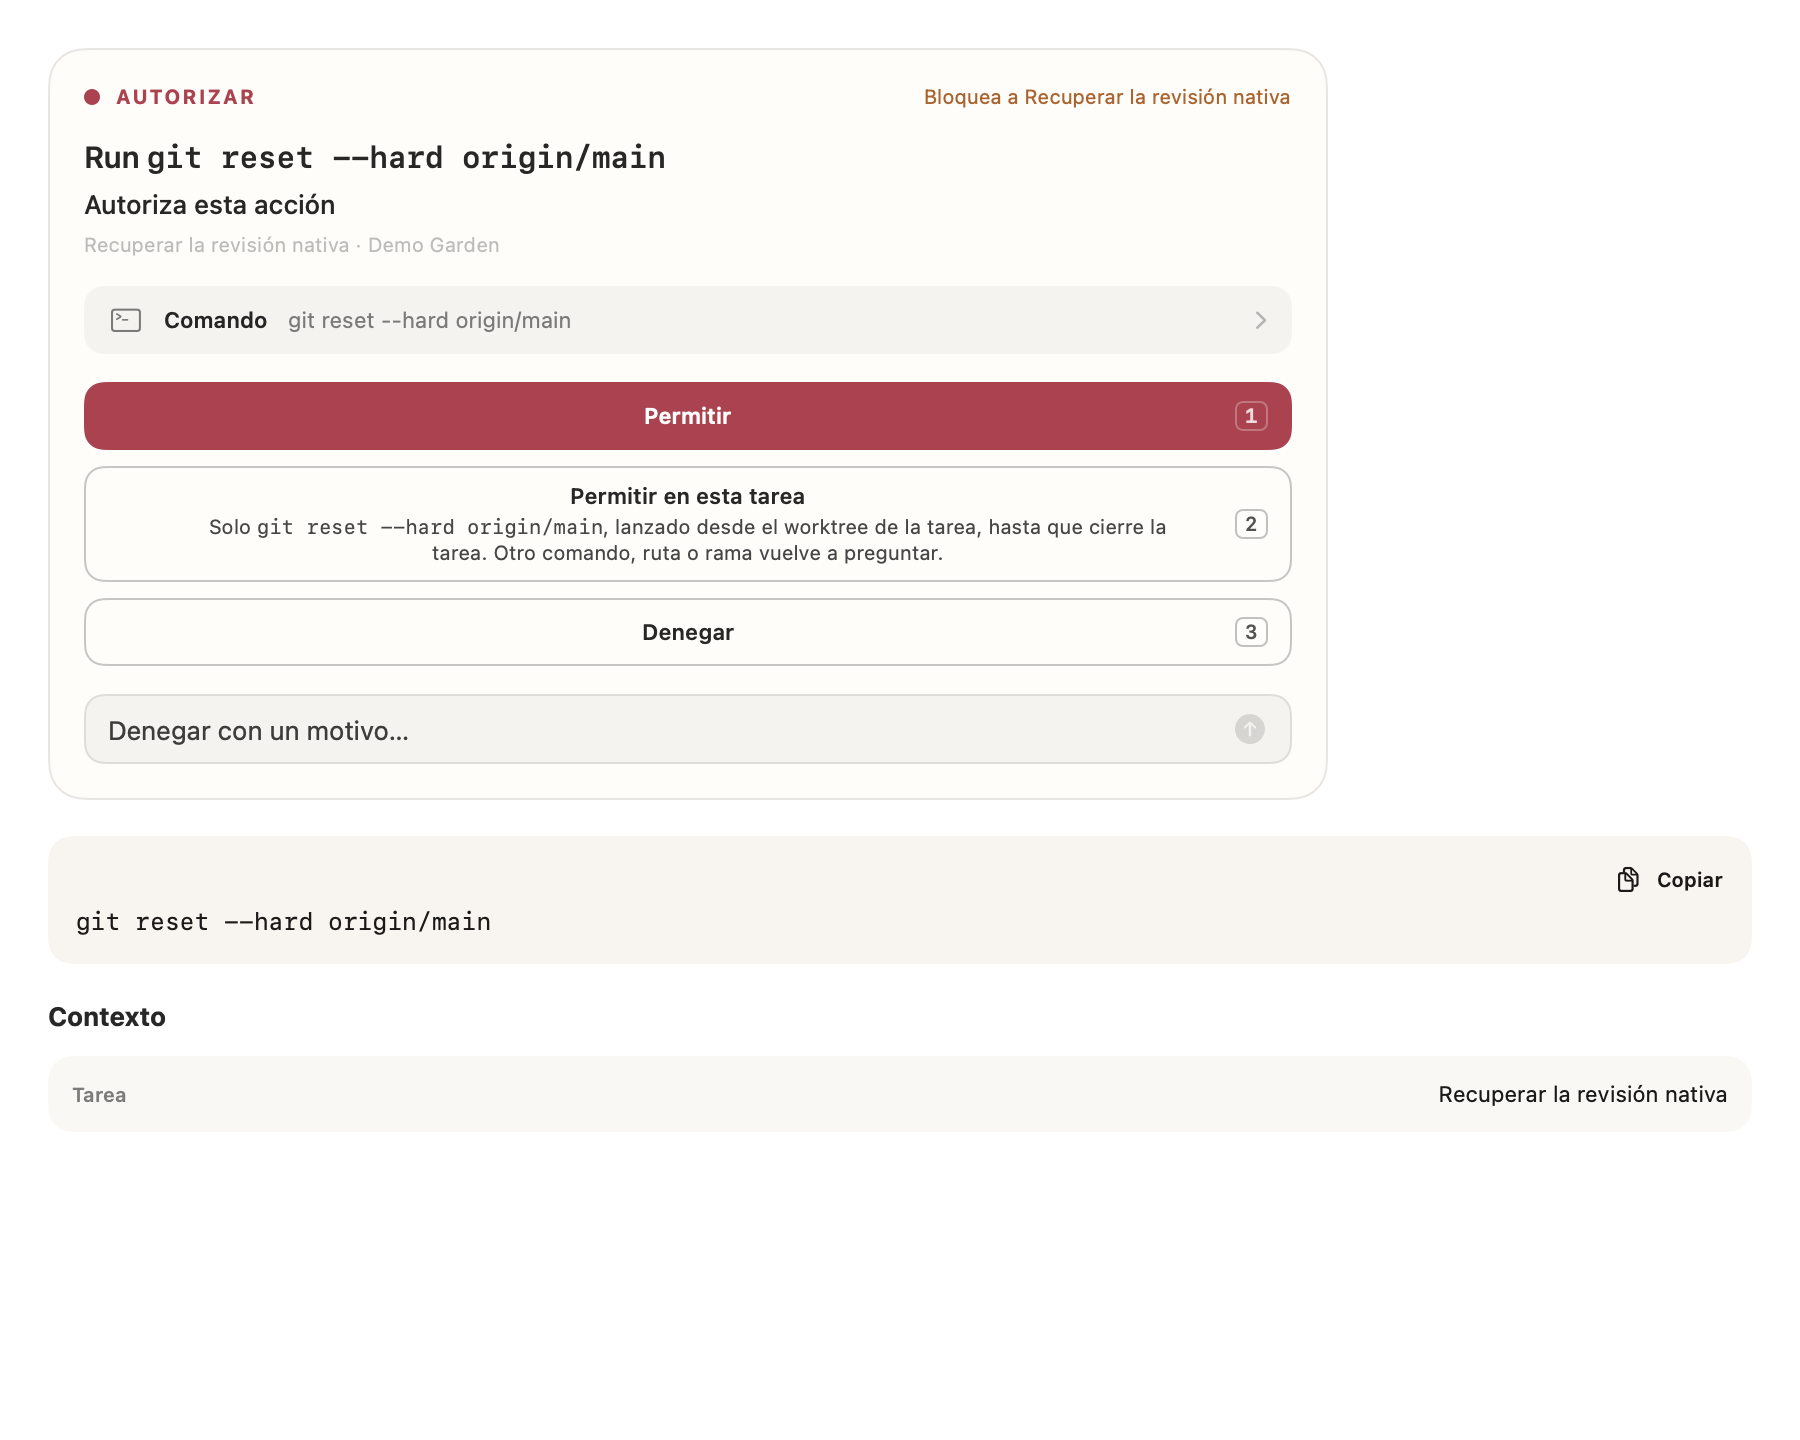 AUTORIZAR
Bloquea a Recuperar la revisión nativa
Run git reset --hard origin/main
Autoriza esta acción
Recuperar la revisión nativa · Demo Garden
Comando git reset --hard origin/main
Permitir 1
Permitir en esta tarea
Solo git reset --hard origin/main, lanzado desde el worktree de la tarea, hasta que cierre la
tarea. Otro comando, ruta o rama vuelve a preguntar.
2
Denegar 3
Denegar con un motivo...
Copiar
git reset --hard origin/main
Contexto
Tarea Recuperar la revisión nativa